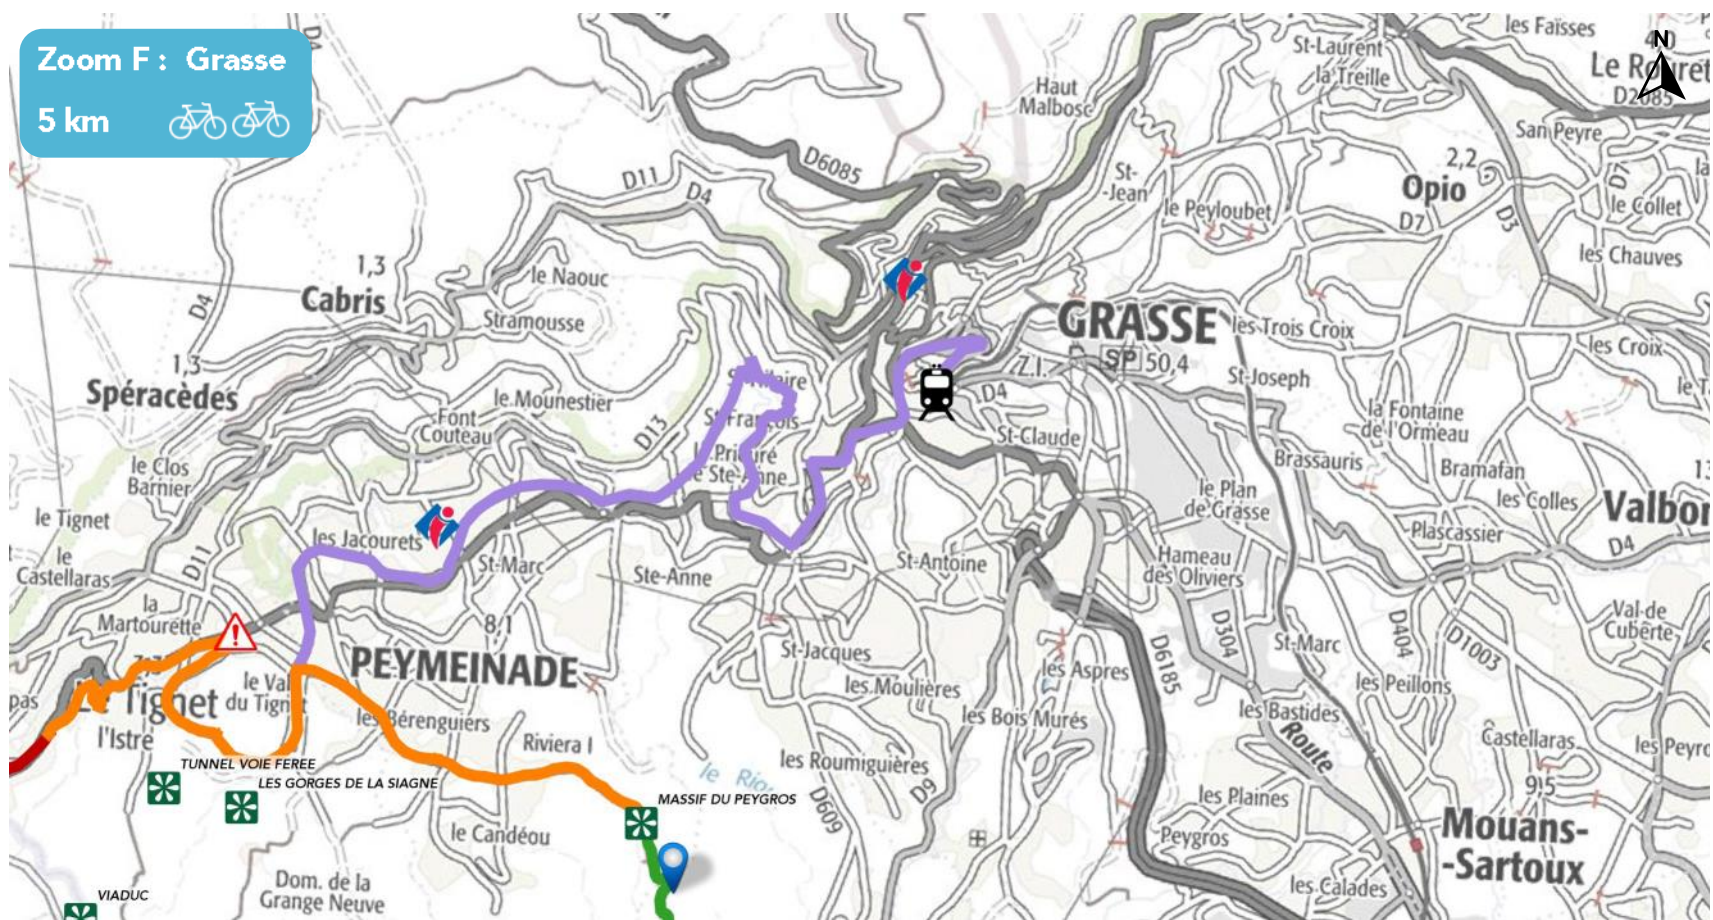 Zoom F : Grasse
5 km
N
D4
les Faïsses
St-Laurent
la Treille
D2085
Haut
Malbosc
San Peyre
D6085
D11
D4
St-
-Jean
2,2
Opio
D7
le Peyloubet
D7
D3
le Collet
les Chauves
1,3
Cabris
le Naouc
D4
Stramousse
GRASSE
les Trois Croix
les Croix
Z.I.
SP 50,4
St-Joseph
D4
1,3
Spéracèdes
le Mounestier
Font
Couteau
D13
St-Claude
la Fontaine
de l'Ormeau
Brassauris
Bramafan
le Clos
Barnier
le Plan
de Grasse
les Colles
le Tignet
les Jacourets
Plascassier
D4
le
Castellaras
D11
St-Marc
Ste-Anne
St-Antoine
Hameau
des Oliviers
la
Martourette
8,1
PEYMEINADE
St-Jacques
les Aspres
D6185
D304
St-Marc
D404
D1003
Val de
Cuberte
Le Tignet
le Val
du Tignet
les Bérenguiers
les Moulières
les Bois Murés
les Peillons
les Bastides
l'Istre
Riviera I
les Roumiguières
Route
Castellaras
TUNNEL VOIE FEREE
LES GORGES DE LA SIAGNE
MASSIF DU PEYGROS
D609
D9
les Plaines
9,5
le Candéou
Peygros
Mouans-
-Sartoux
Dom. de la
Grange Neuve
les Calades
VIADUC